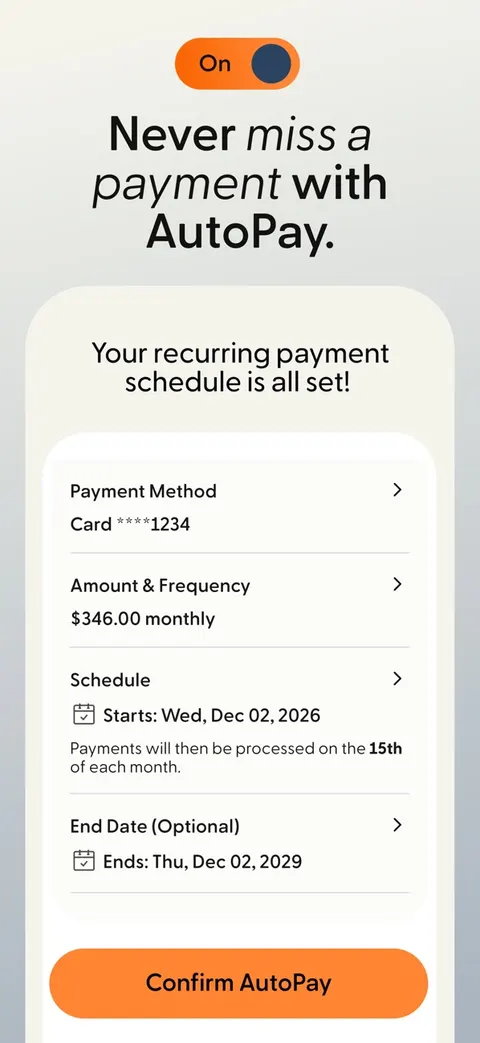 On
Never miss a
payment with
AutoPay.
Your recurring payment
schedule is all set!
Payment Method
Card ****1234
Amount & Frequency
$346.00 monthly
Schedule
Starts: Wed, Dec 02, 2026
Payments will then be processed on the 15th
of each month.
End Date (Optional)
Ends: Thu, Dec 02, 2029
Confirm AutoPay